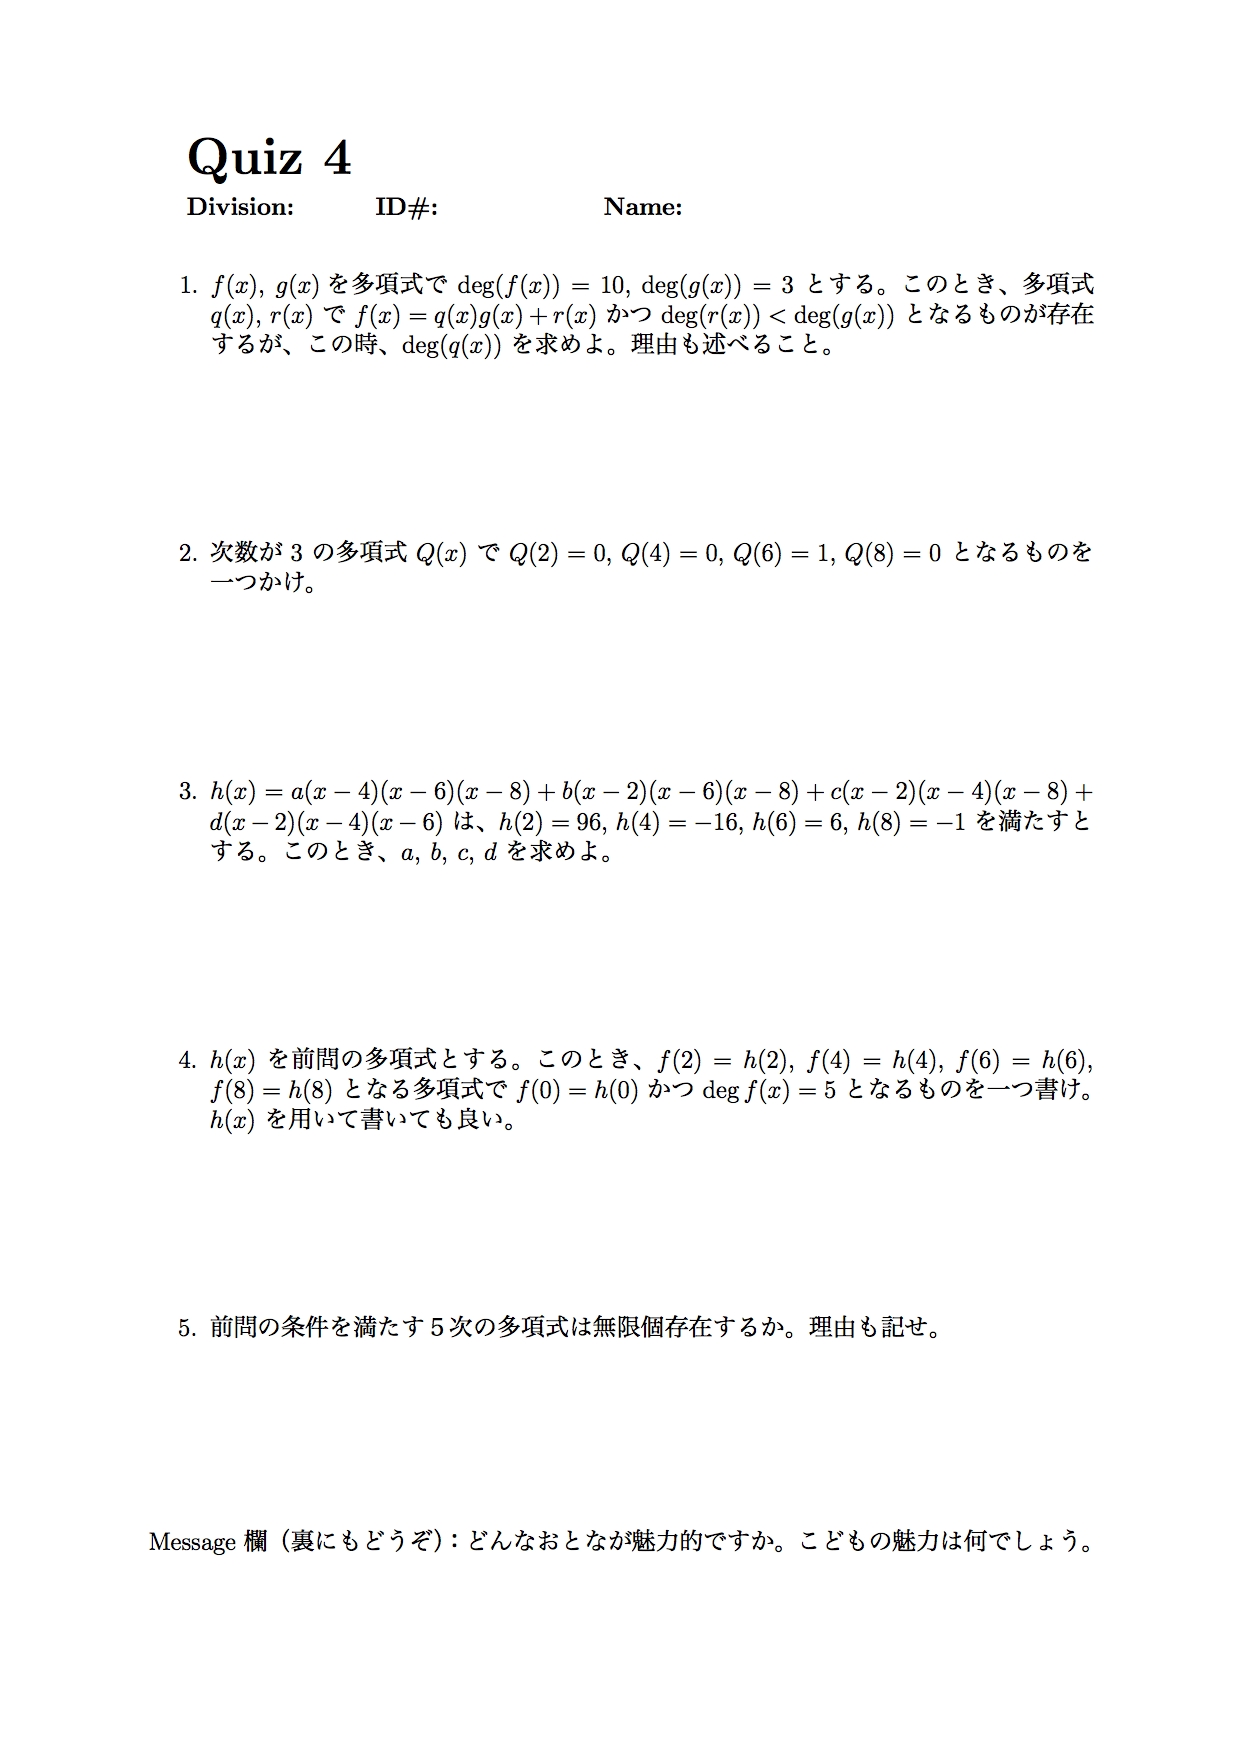 Quiz 4
Division: ID#: Name:
1. f(x), g(x) を多項式で deg(f(x)) = 10, deg(g(x)) = 3 とする。このとき、多項式
q(x), r(x) で f(x) = q(x)g(x) + r(x) かつ deg(r(x)) < deg(g(x)) となるものが存在
するが、この時、deg(q(x)) を求めよ。理由も述べること。
2. 次数が 3 の多項式 Q(x) で Q(2) = 0, Q(4) = 0, Q(6) = 1, Q(8) = 0 となるものを
一つかけ。
3. h(x) = a(x − 4)(x − 6)(x − 8) + b(x − 2)(x − 6)(x − 8) + c(x − 2)(x − 4)(x − 8) +
d(x − 2)(x − 4)(x − 6) は、h(2) = 96, h(4) = −16, h(6) = 6, h(8) = −1 を満たすと
する。このとき、a, b, c, d を求めよ。
4. h(x) を前問の多項式とする。このとき、f(2) = h(2), f(4) = h(4), f(6) = h(6),
f(8) = h(8) となる多項式で f(0) = h(0) かつ deg f(x) = 5 となるものを一つ書け。
h(x) を用いて書いても良い。
5. 前問の条件を満たす５次の多項式は無限個存在するか。理由も記せ。
Message 欄（裏にもどうぞ）：どんなおとなが魅力的ですか。こどもの魅力は何でしょう。